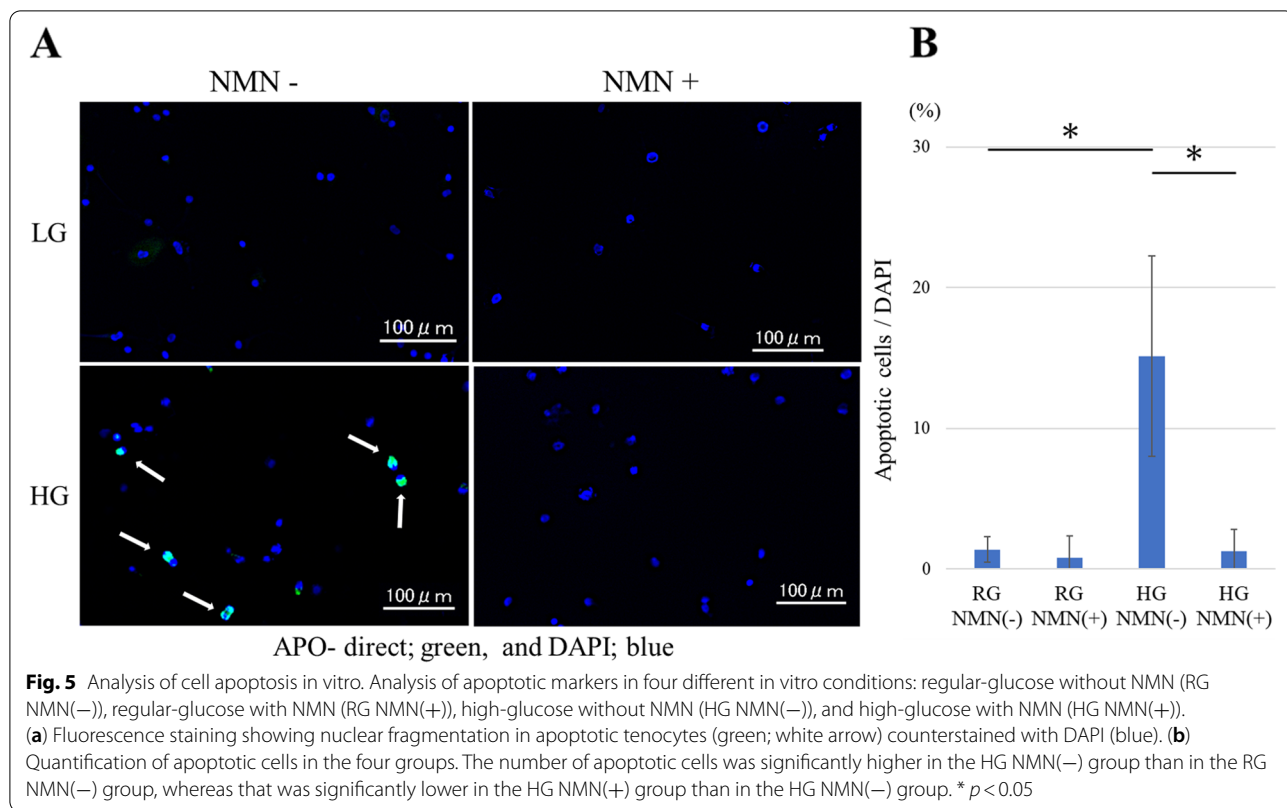 A
B
NMN -
NMN +
LG
100 μm
100 μm
HG
100 μm
100 μm
APO- direct; green, and DAPI; blue
(%)
Apoptotic cells / DAPI
30
20
10
0
*
*
RG NMN(-)
RG NMN(+)
HG NMN(-)
HG NMN(+)
Fig. 5 Analysis of cell apoptosis in vitro. Analysis of apoptotic markers in four different in vitro conditions: regular-glucose without NMN (RG
NMN(−)), regular-glucose with NMN (RG NMN(+)), high-glucose without NMN (HG NMN(−)), and high-glucose with NMN (HG NMN(+)).
(a) Fluorescence staining showing nuclear fragmentation in apoptotic tenocytes (green; white arrow) counterstained with DAPI (blue). (b)
Quantification of apoptotic cells in the four groups. The number of apoptotic cells was significantly higher in the HG NMN(−) group than in the RG
NMN(−) group, whereas that was significantly lower in the HG NMN(+) group than in the HG NMN(−) group. * p < 0.05